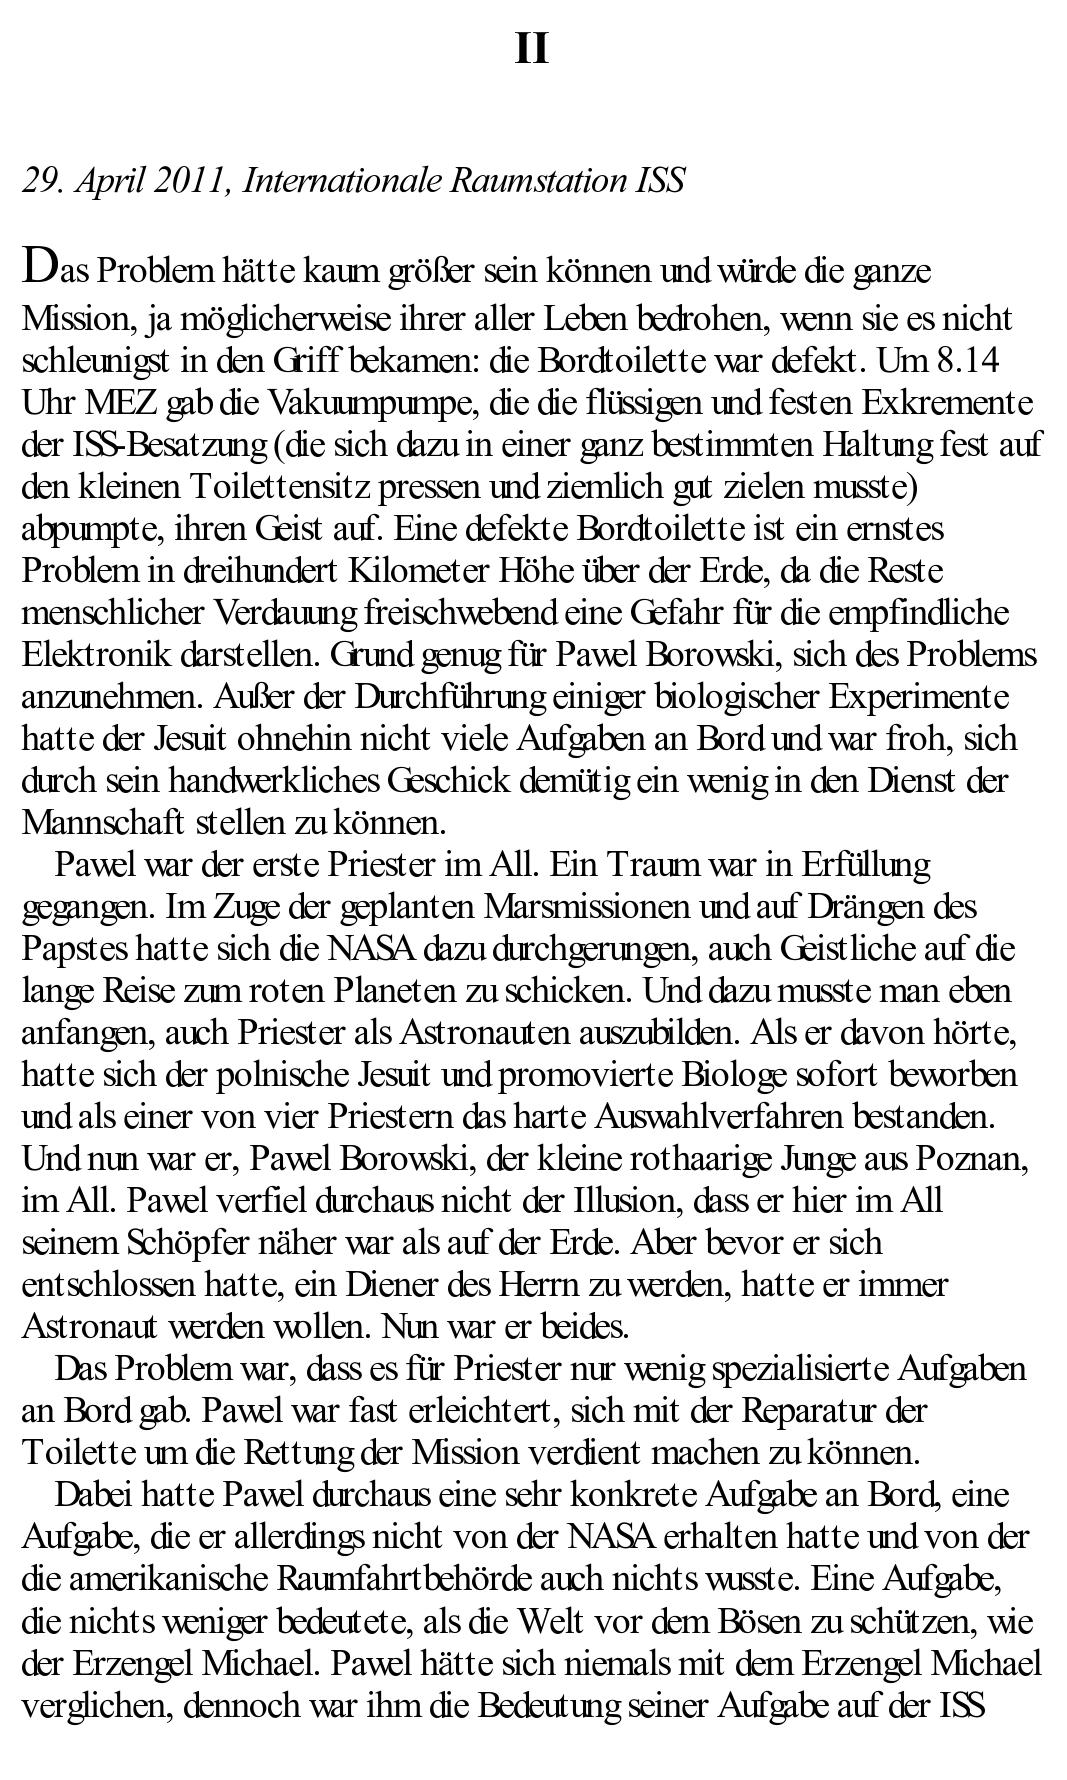 II
29. April 2011, Internationale Raumstation ISS
Das Problem hätte kaum größer sein können und würde die ganze
Mission, ja möglicherweise ihrer aller Leben bedrohen, wenn sie es nicht
schleunigst in den Griff bekamen: die Bordtoilette war defekt. Um 8.14
Uhr MEZ gab die Vakuumpumpe, die die flüssigen und festen Exkremente
der ISS-Besatzung (die sich dazu in einer ganz bestimmten Haltung fest auf
den kleinen Toilettensitz pressen und ziemlich gut zielen musste)
abpumpte, ihren Geist auf. Eine defekte Bordtoilette ist ein ernstes
Problem in dreihundert Kilometer Höhe über der Erde, da die Reste
menschlicher Verdauung freischwebend eine Gefahr für die empfindliche
Elektronik darstellen. Grund genug für Pawel Borowski, sich des Problems
anzunehmen. Außer der Durchführung einiger biologischer Experimente
hatte der Jesuit ohnehin nicht viele Aufgaben an Bord und war froh, sich
durch sein handwerkliches Geschick demütig ein wenig in den Dienst der
Mannschaft stellen zu können.
Pawel war der erste Priester im All. Ein Traum war in Erfüllung
gegangen. Im Zuge der geplanten Marsmissionen und auf Drängen des
Papstes hatte sich die NASA dazu durchgerungen, auch Geistliche auf die
lange Reise zum roten Planeten zu schicken. Und dazu musste man eben
anfangen, auch Priester als Astronauten auszubilden. Als er davon hörte,
hatte sich der polnische Jesuit und promovierte Biologe sofort beworben
und als einer von vier Priestern das harte Auswahlverfahren bestanden.
Und nun war er, Pawel Borowski, der kleine rothaarige Junge aus Poznan,
im All. Pawel verfiel durchaus nicht der Illusion, dass er hier im All
seinem Schöpfer näher war als auf der Erde. Aber bevor er sich
entschlossen hatte, ein Diener des Herrn zu werden, hatte er immer
Astronaut werden wollen. Nun war er beides.
Das Problem war, dass es für Priester nur wenig spezialisierte Aufgaben
an Bord gab. Pawel war fast erleichtert, sich mit der Reparatur der
Toilette um die Rettung der Mission verdient machen zu können.
Dabei hatte Pawel durchaus eine sehr konkrete Aufgabe an Bord, eine
Aufgabe, die er allerdings nicht von der NASA erhalten hatte und von der
die amerikanische Raumfahrtbehörde auch nichts wusste. Eine Aufgabe,
die nichts weniger bedeutete, als die Welt vor dem Bösen zu schützen, wie
der Erzengel Michael. Pawel hätte sich niemals mit dem Erzengel Michael
verglichen, dennoch war ihm die Bedeutung seiner Aufgabe auf der ISS